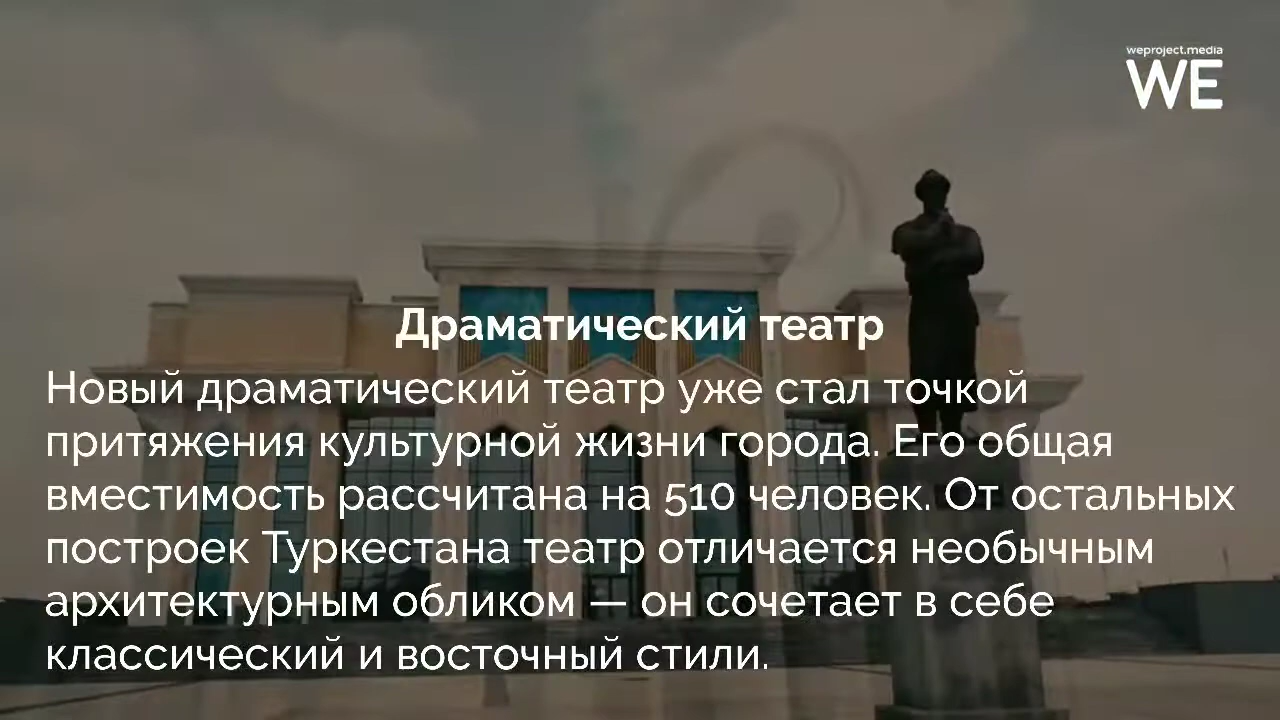 weproject.media
WE
Драматический театр
Новый драматический театр уже стал точкой
притяжения культурной жизни города. Его общая
вместимость рассчитана на 510 человек. От остальных
построек Туркестана театр отличается необычным
архитектурным обликом — он сочетает в себе
классический и восточный стили.